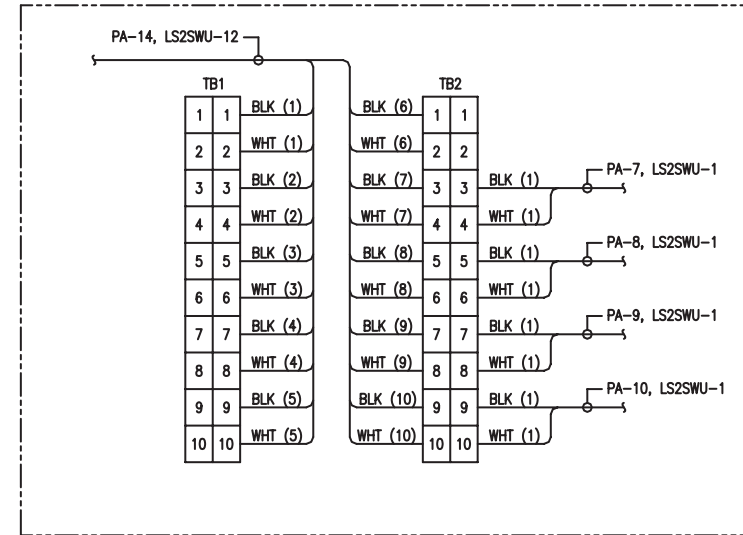 PA-14, LS2SWU-12
TB1 TB2
1 1 BLK (1) BLK (6) 1 1
2 2 WHT (1) WHT (6) 2 2
3 3 BLK (2) BLK (7) 3 3 BLK (1) PA-7, LS2SWU-1
4 4 WHT (2) WHT (7) 4 4 WHT (1)
5 5 BLK (3) BLK (8) 5 5 BLK (1) PA-8, LS2SWU-1
6 6 WHT (3) WHT (8) 6 6 WHT (1)
7 7 BLK (4) BLK (9) 7 7 BLK (1) PA-9, LS2SWU-1
8 8 WHT (4) WHT (9) 8 8 WHT (1)
9 9 BLK (5) BLK (10) 9 9 BLK (1) PA-10, LS2SWU-1
10 10 WHT (5) WHT (10) 10 10 WHT (1)